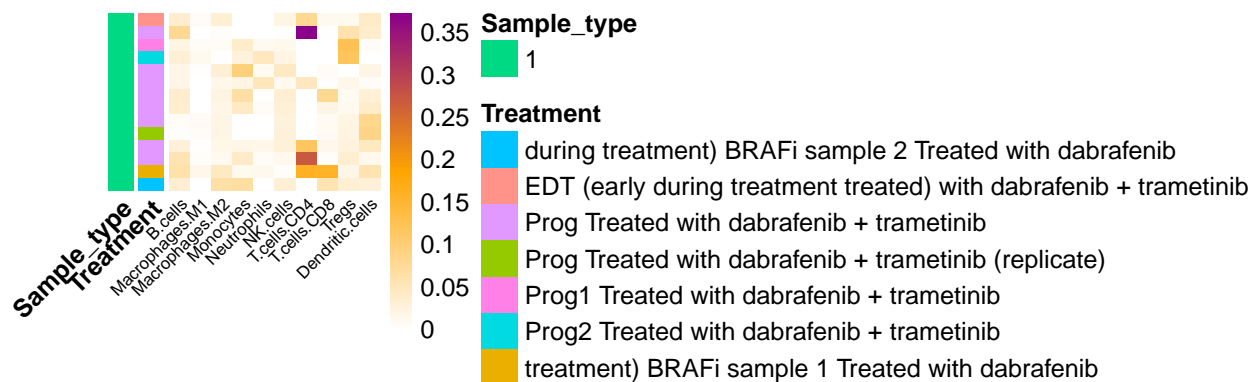 Sample_type
Treatment
B.cells
Macrophages.M1
Macrophages.M2
Monocytes
Neutrophils
NK.cells
T.cells.CD4
T.cells.CD8
Tregs
Dendritic.cells
0.35
0.3
0.25
0.2
0.15
0.1
0.05
0
Sample_type
1
Treatment
during treatment) BRAFi sample 2 Treated with dabrafenib
EDT (early during treatment treated) with dabrafenib + trametinib
Prog Treated with dabrafenib + trametinib
Prog Treated with dabrafenib + trametinib (replicate)
Prog1 Treated with dabrafenib + trametinib
Prog2 Treated with dabrafenib + trametinib
treatment) BRAFi sample 1 Treated with dabrafenib